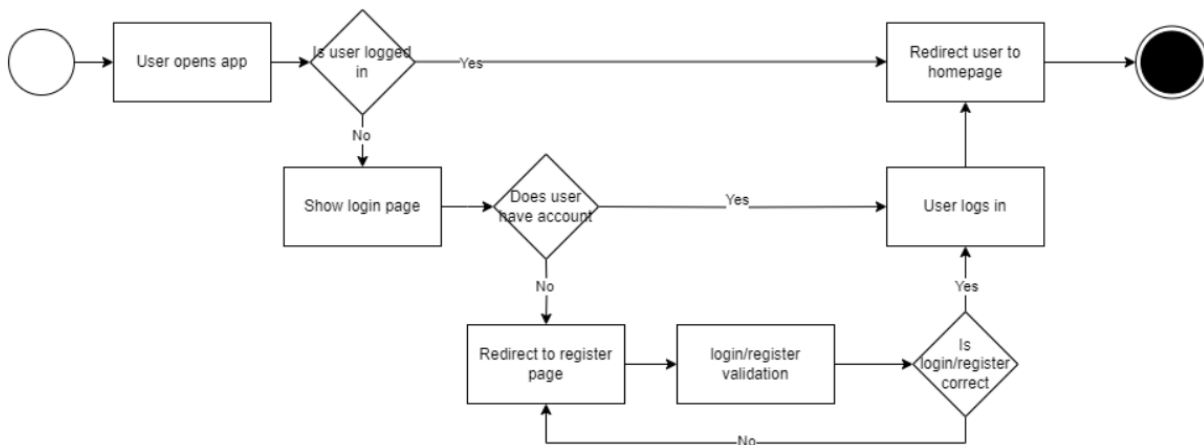 User opens app
Is user logged
in
Yes
Redirect user to
homepage
No
Show login page
Does user
have account
Yes
User logs in
No
Yes
Redirect to register
page
login/register
validation
Is
login/register
correct
No